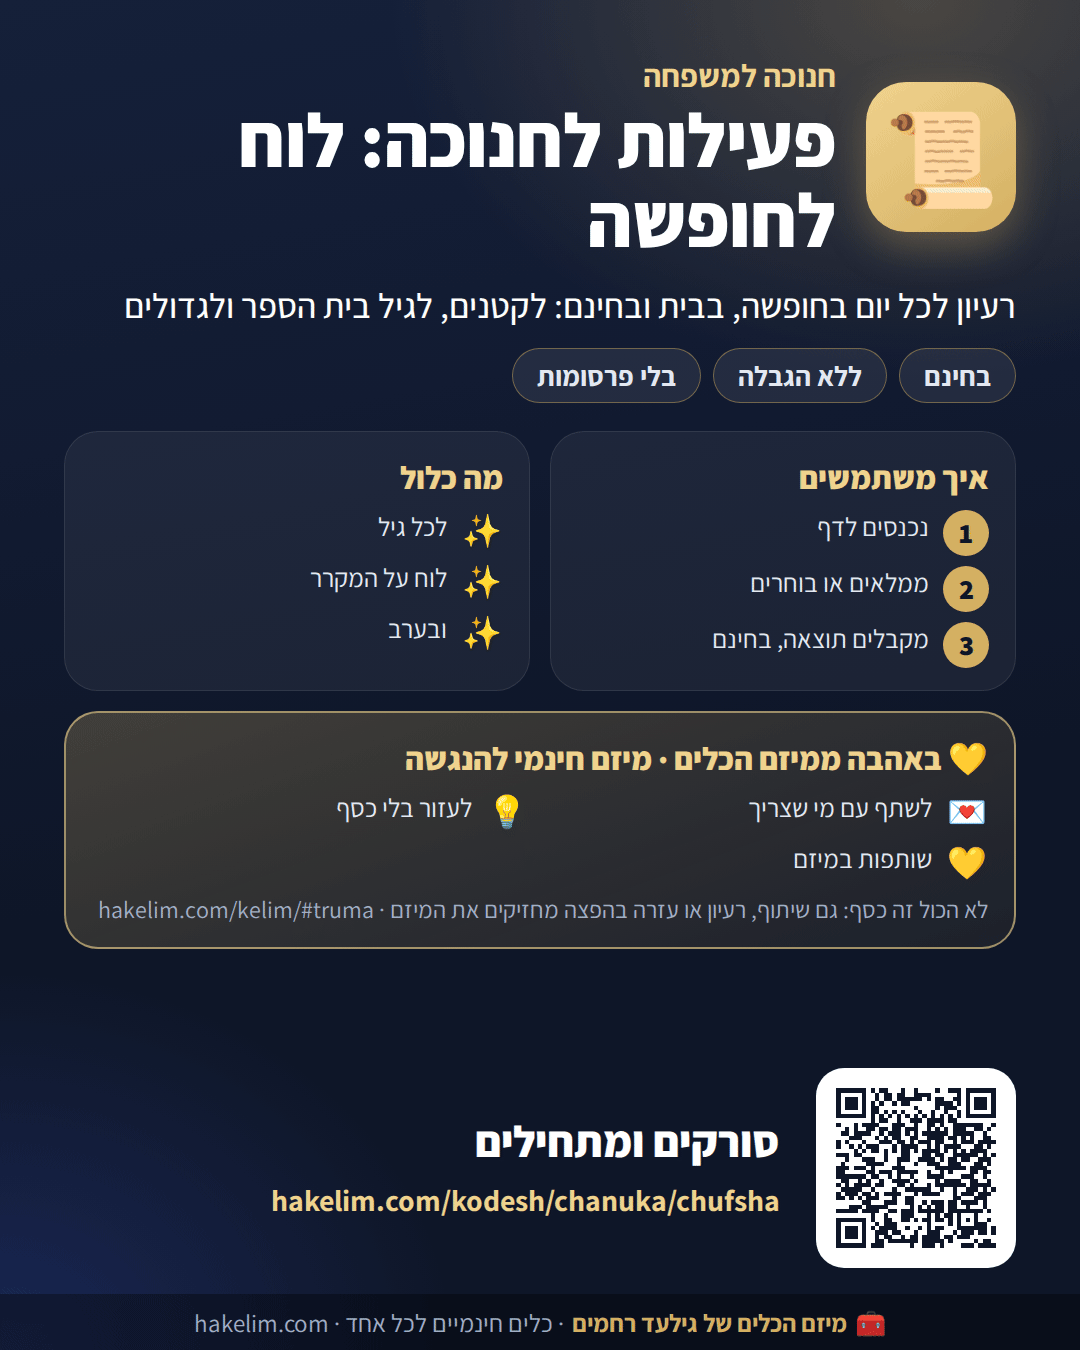 חנוכה למשפחה
פעילות לחנוכה: לוח
לחופשה
רעיון לכל יום בחופשה, בבית ובחינם: לקטנים, לגיל בית הספר ולגדולים
בחינם
ללא הגבלה
בלי פרסומות
איך משתמשים
1 נכנסים לדף
2 ממלאים או בוחרים
3 מקבלים תוצאה, בחינם
מה כלול
לכל גיל
לוח על המקרר
ובערב
באהבה ממיזם הכלים · מיזם חינמי להנגשה
לשתף עם מי שצריך
לעזור בלי כסף
שותפות במיזם
לא הכול זה כסף: גם שיתוף, רעיון או עזרה בהפצה מחזיקים את המיזם · hakelim.com/kelim/#truma
סורקים ומתחילים
hakelim.com/kodesh/chanuka/chufsha
מיזם הכלים של גילעד רחמים · כלים חינמיים לכל אחד · hakelim.com